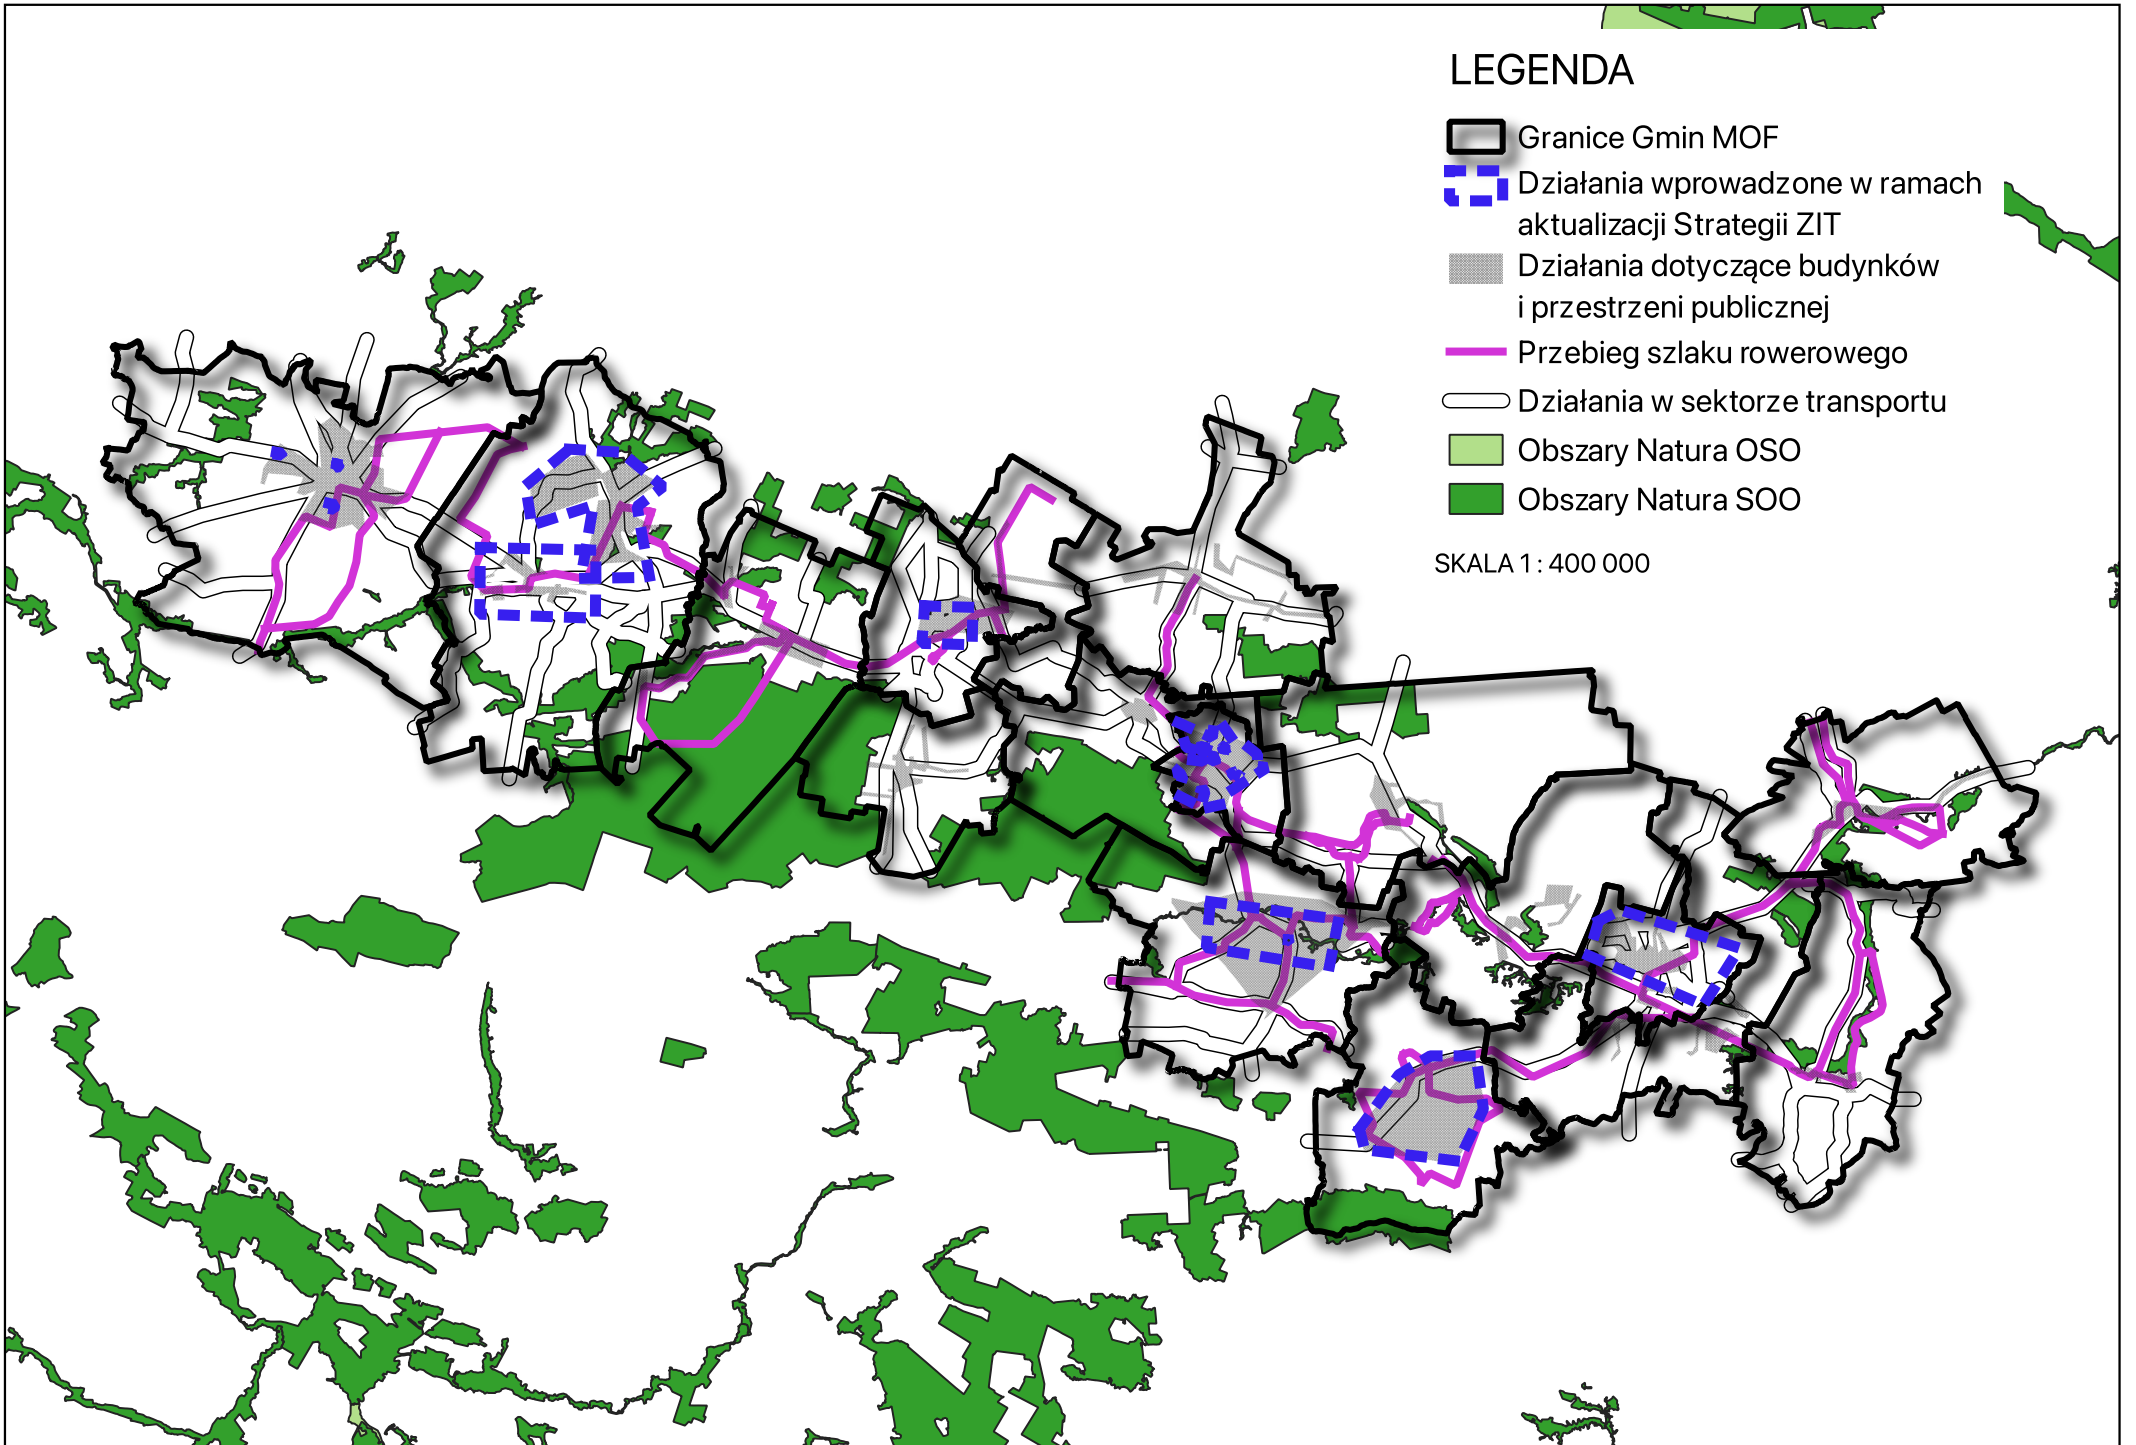 LEGENDA
Granice Gmin MOF
Działania wprowadzone w ramach
aktualizacji Strategii ZIT
Działania dotyczące budynków
i przestrzeni publicznej
Przebieg szlaku rowerowego
Działania w sektorze transportu
Obszary Natura OSO
Obszary Natura SOO
SKALA 1 : 400 000